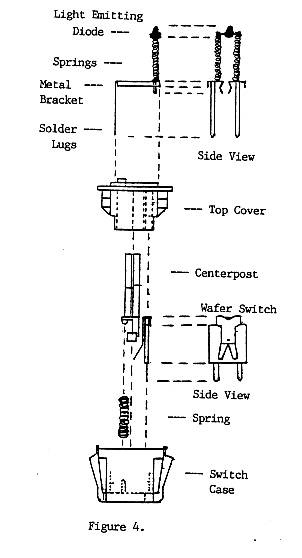 Light Emitting
Diode
Springs
Metal
Bracket
Solder
Lugs
Side View
Top Cover
Centerpost
Wafer Switch
Side View
Spring
Switch
Case
Figure 4.